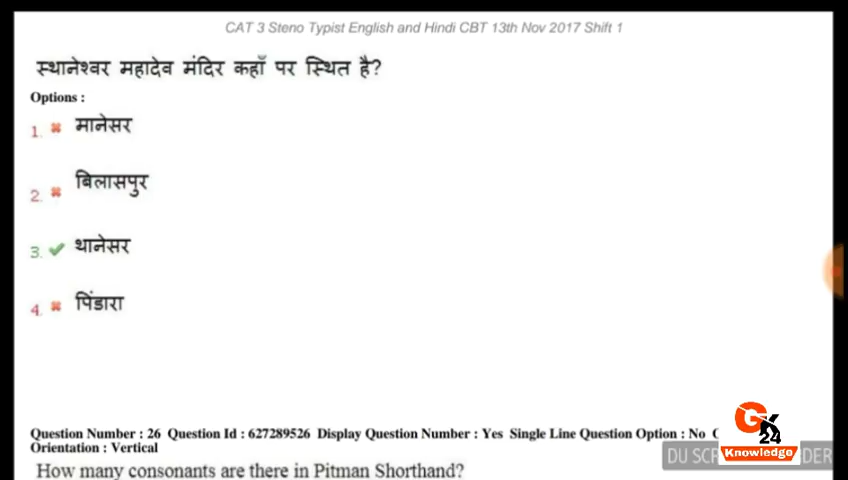 CAT 3 Steno Typist English and Hindi CBT 13th Nov 2017 Shift 1
स्थानेश्वर महादेव मंदिर कहाँ पर स्थित है?
Options :
1. मानेसर
2. बिलासपुर
3. थानेसर
4. पिंडारा
Question Number : 26 Question Id : 627289526 Display Question Number : Yes Single Line Question Option : No
Orientation : Vertical
How many consonants are there in Pitman Shorthand?
GK
24
Knowledge
DU